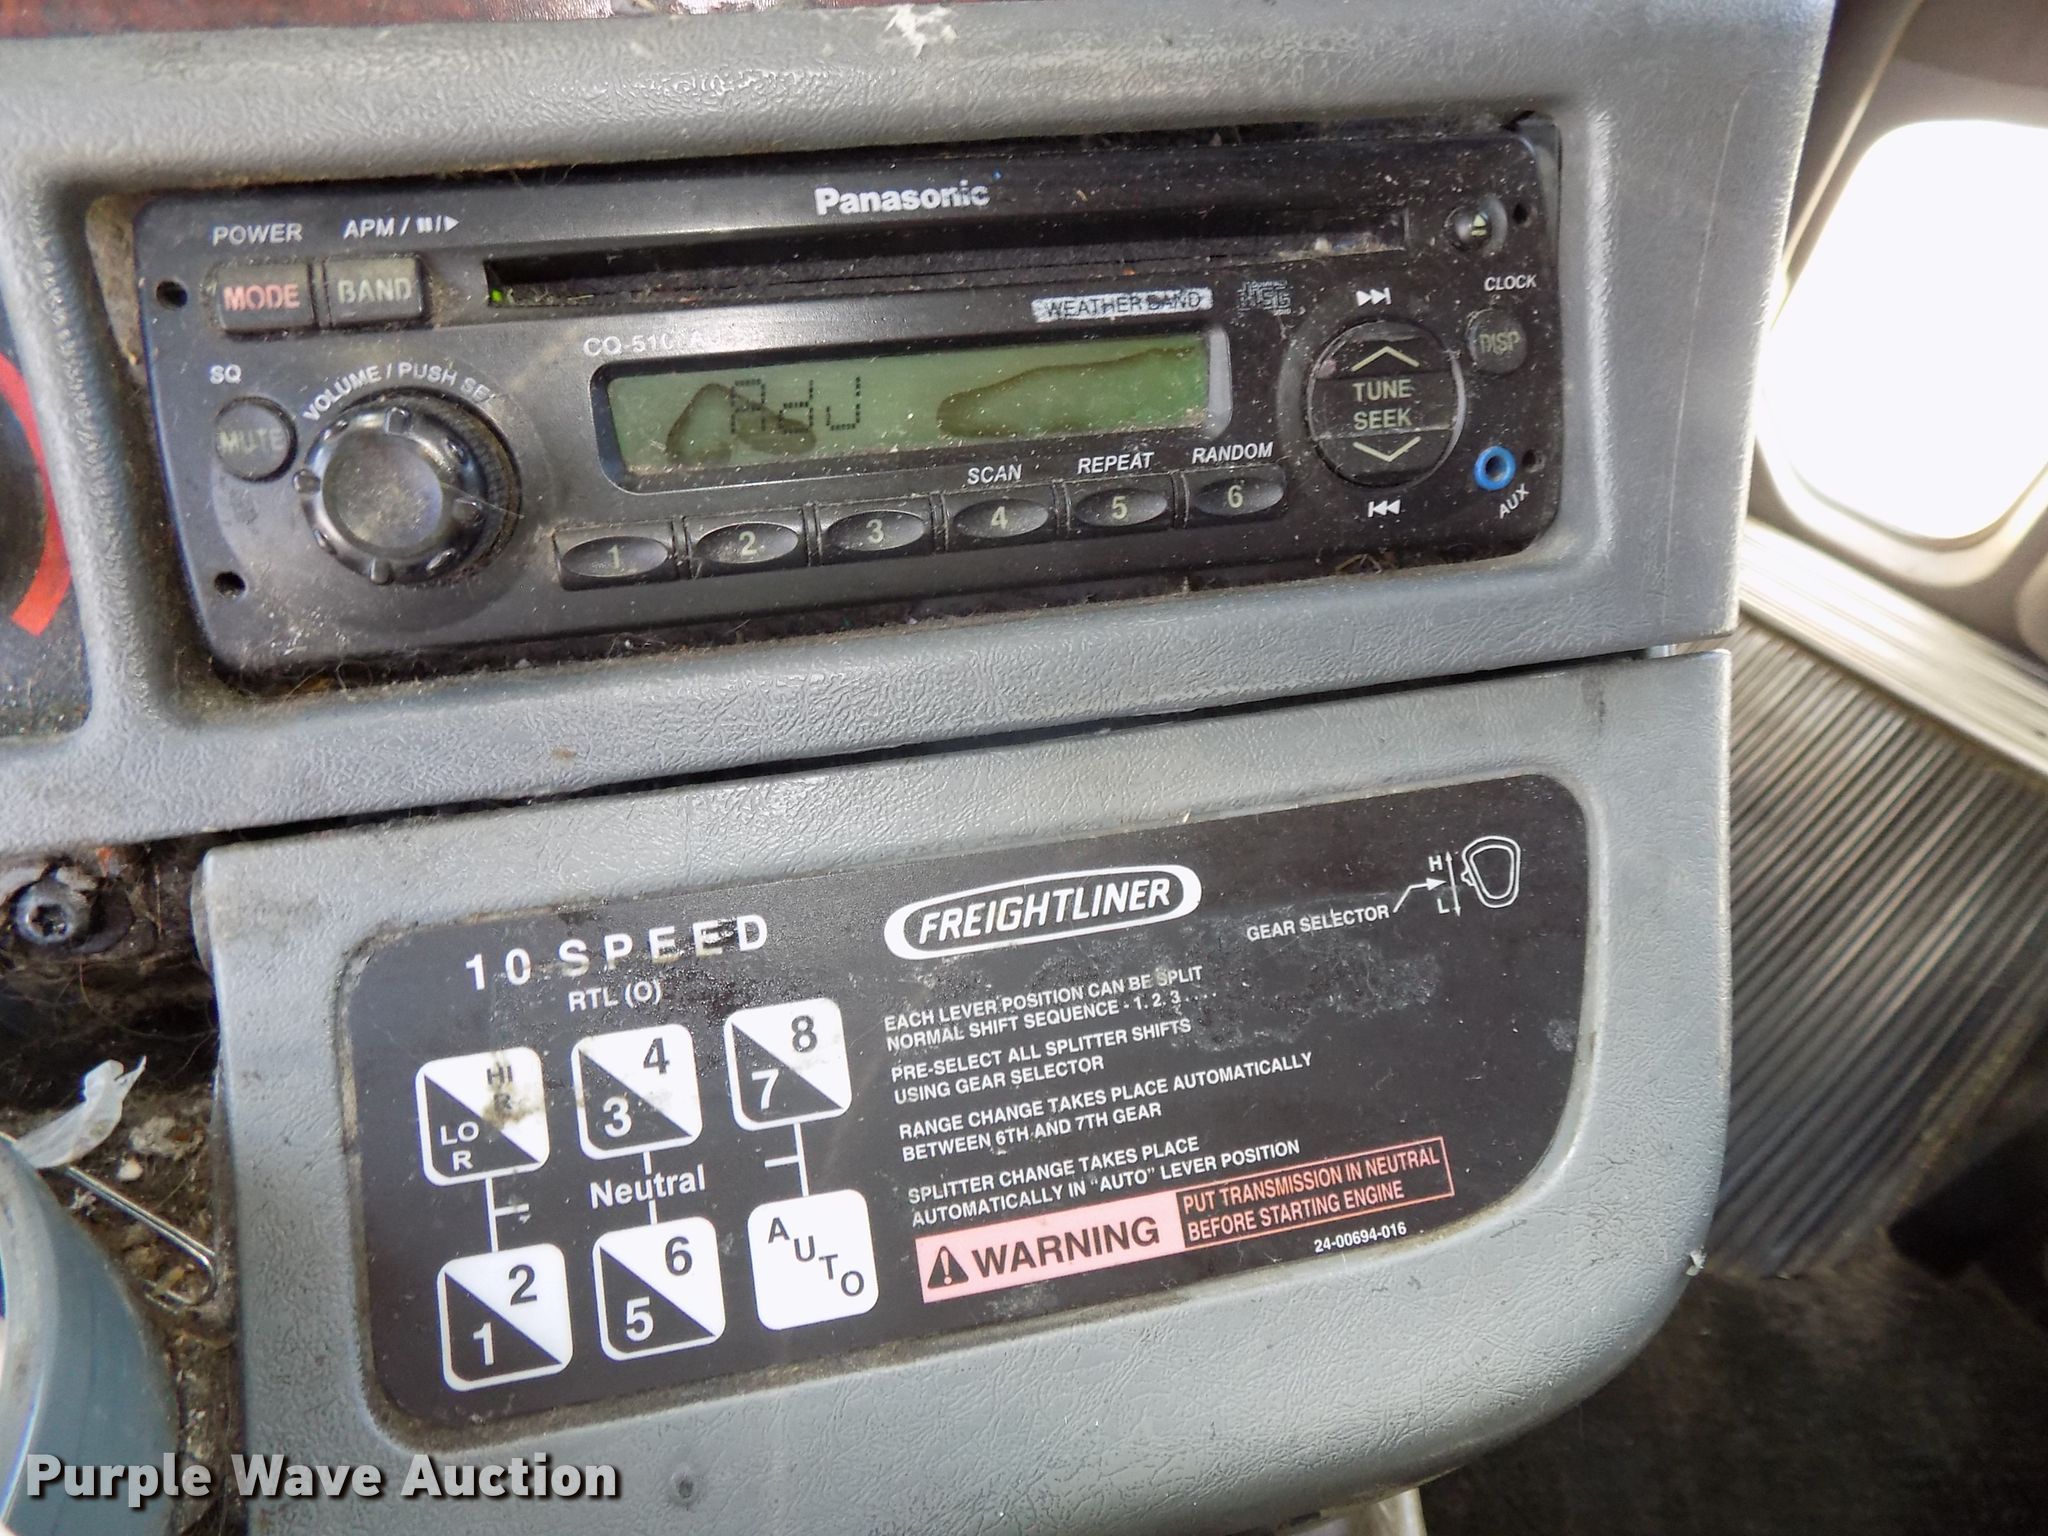 Panasonic
POWER APM /
MODE BAND
WEATHER BAND
CLOCK
DISP
SQ
MUTE
VOLUME / PUSH SEL
AdJ
TUNE
SEEK
AUX
SCAN REPEAT RANDOM
1 2 3 4 5 6
FREIGHTLINER
GEAR SELECTOR
H
L
10 SPEED
RTL (O)
HI R
LO R
4
3
8
7
Neutral
2
1
6
5
AUTO
EACH LEVER POSITION CAN BE SPLIT
NORMAL SHIFT SEQUENCE - 1, 2, 3 ....
PRE-SELECT ALL SPLITTER SHIFTS
USING GEAR SELECTOR
RANGE CHANGE TAKES PLACE AUTOMATICALLY
BETWEEN 6TH AND 7TH GEAR
SPLITTER CHANGE TAKES PLACE
AUTOMATICALLY IN "AUTO" LEVER POSITION
WARNING
PUT TRANSMISSION IN NEUTRAL
BEFORE STARTING ENGINE
24-00694-016
Purple Wave Auction